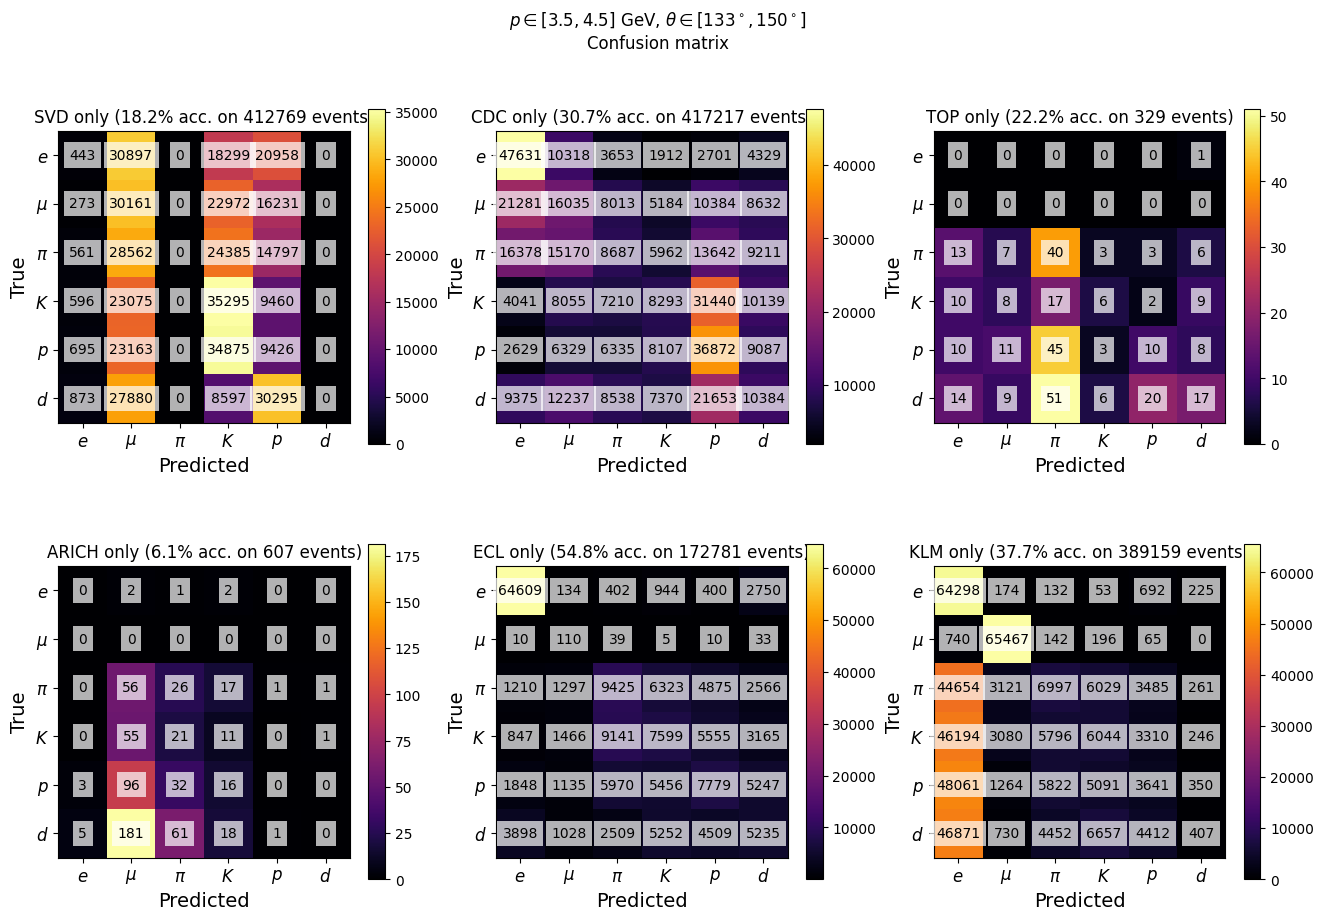 p ∈ [3.5, 4.5] GeV, θ ∈ [133°, 150°]
Confusion matrix
SVD only (18.2% acc. on 412769 events
CDC only (30.7% acc. on 417217 events
TOP only (22.2% acc. on 329 events)
e 443 30897 0 18299 20958 0
μ 273 30161 0 22972 16231 0
π 561 28562 0 24385 14797 0
K 596 23075 0 35295 9460 0
p 695 23163 0 34875 9426 0
d 873 27880 0 8597 30295 0
e μ π K p d
Predicted
True
35000
30000
25000
20000
15000
10000
5000
0
47631 10318 3653 1912 2701 4329
e
21281 16035 8013 5184 10384 8632
μ
16378 15170 8687 5962 13642 9211
π
4041 8055 7210 8293 31440 10139
K
2629 6329 6335 8107 36872 9087
p
9375 12237 8538 7370 21653 10384
d
e μ π K p d
Predicted
True
40000
30000
20000
10000
e 0 0 0 0 0 1
μ 0 0 0 0 0 0
π 13 7 40 3 3 6
K 10 8 17 6 2 9
p 10 11 45 3 10 8
d 14 9 51 6 20 17
e μ π K p d
Predicted
True
50
40
30
20
10
0
ARICH only (6.1% acc. on 607 events)
ECL only (54.8% acc. on 172781 events)
KLM only (37.7% acc. on 389159 events
e 0 2 1 2 0 0
μ 0 0 0 0 0 0
π 0 56 26 17 1 1
K 0 55 21 11 0 1
p 3 96 32 16 0 0
d 5 181 61 18 1 0
e μ π K p d
Predicted
True
175
150
125
100
75
50
25
0
e 64609 134 402 944 400 2750
μ 10 110 39 5 10 33
π 1210 1297 9425 6323 4875 2566
K 847 1466 9141 7599 5555 3165
p 1848 1135 5970 5456 7779 5247
d 3898 1028 2509 5252 4509 5235
e μ π K p d
Predicted
True
60000
50000
40000
30000
20000
10000
e 64298 174 132 53 692 225
μ 740 65467 142 196 65 0
π 44654 3121 6997 6029 3485 261
K 46194 3080 5796 6044 3310 246
p 48061 1264 5822 5091 3641 350
d 46871 730 4452 6657 4412 407
e μ π K p d
Predicted
True
60000
50000
40000
30000
20000
10000
0